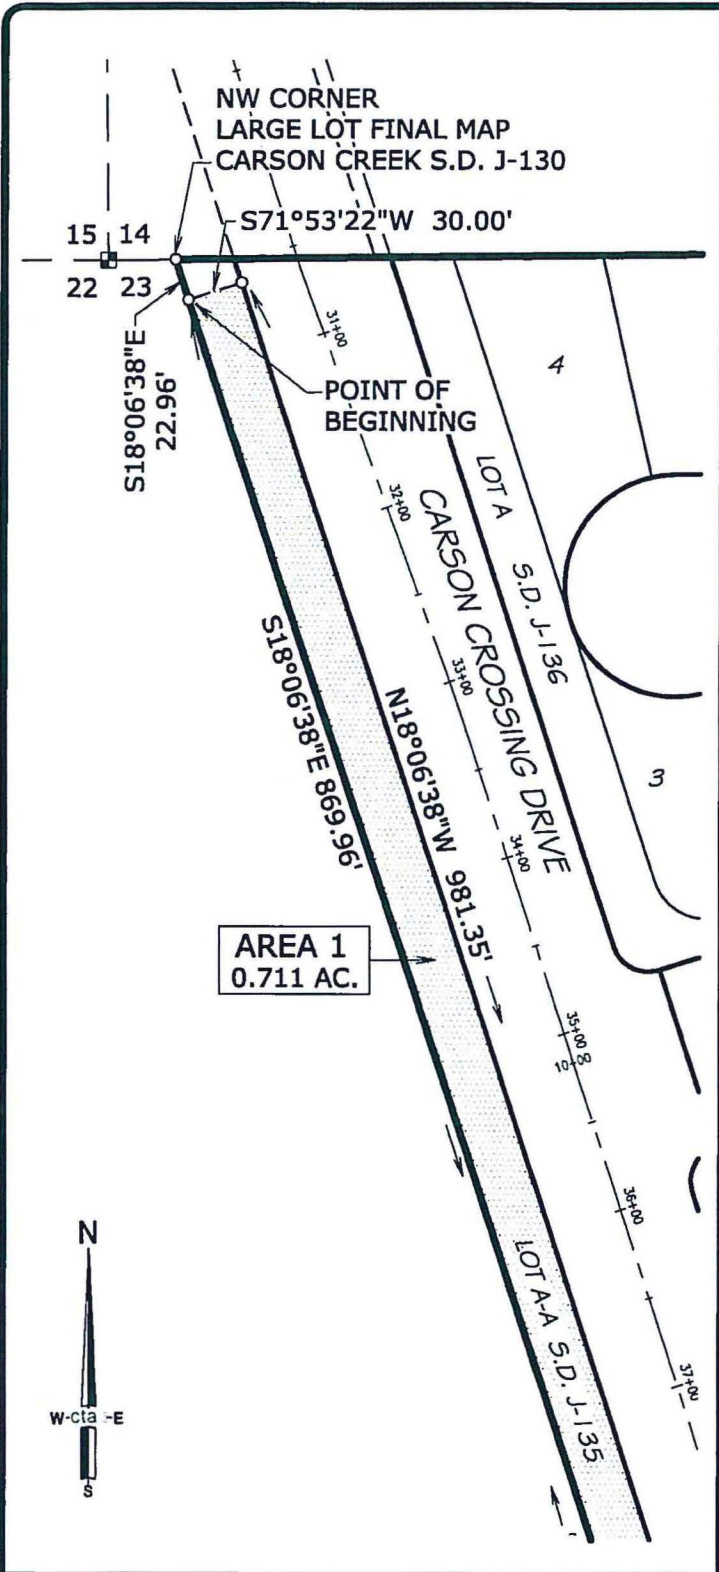 NW CORNER
LARGE LOT FINAL MAP
CARSON CREEK S.D. J-130
S71°53'22"W 30.00'
15 14
22 23
S18°06'38"E
22.96'
31+00
POINT OF
BEGINNING
4
32+00
LOT A S.D. J-136
CARSON CROSSING DRIVE
33+00
S18°06'38"E 869.96'
N18°06'38"W 981.35'
3
34+00
AREA 1
0.711 AC.
35+00
10+00
36+00
N
LOT A-A S.D. J-135
37+00
W-cta -E
S